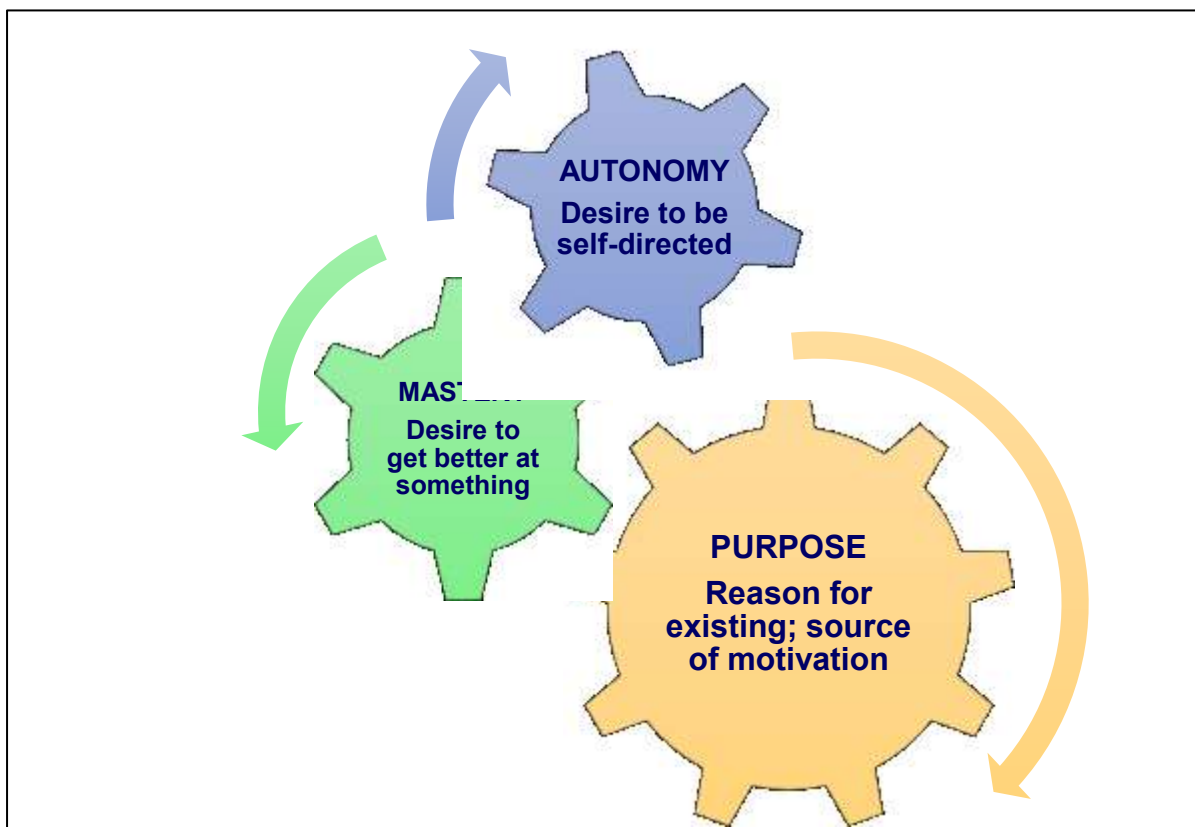 AUTONOMY
Desire to be
self-directed
MASTERY
Desire to
get better at
something
PURPOSE
Reason for
existing; source
of motivation